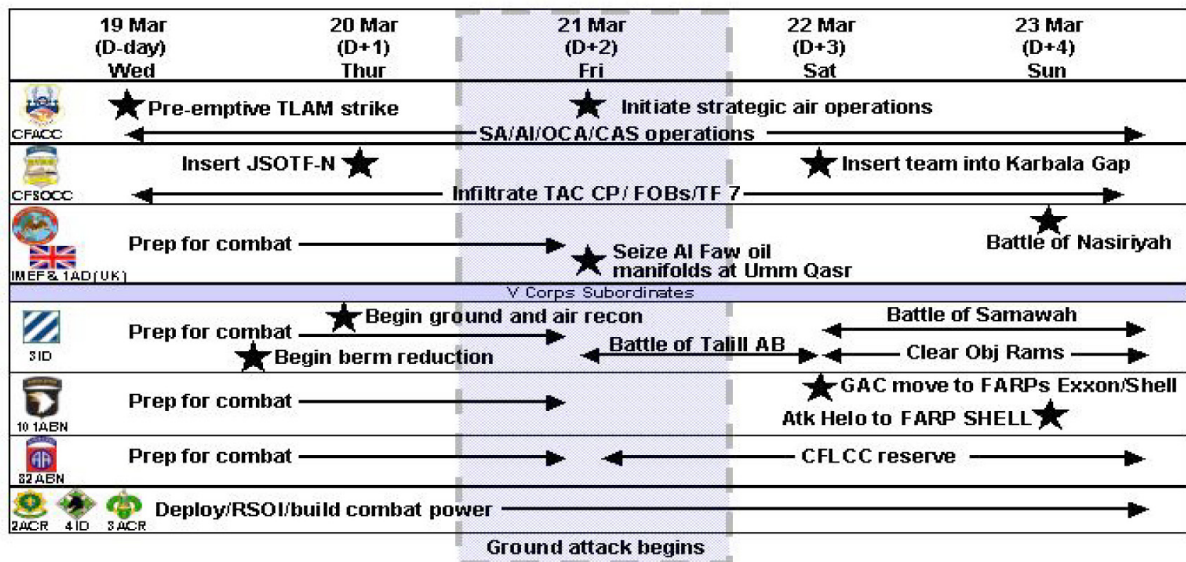 19 Mar 20 Mar 21 Mar 22 Mar 23 Mar
(D-day) (D+1) (D+2) (D+3) (D+4)
Wed Thur Fri Sat Sun
Pre-emptive TLAM strike Initiate strategic air operations
CFACC SA/AI/OCA/CAS operations
Insert JSOTF-N Insert team into Karbala Gap
CFSOCC Infiltrate TAC CP/ FOBs/TF 7
Prep for combat Battle of Nasiriyah
Seize Al Faw oil
manifolds at Umm Qasr
IMEF & 1AD(UK)
V Corps Subordinates
Begin ground and air recon Battle of Samawah
Prep for combat
Battle of Talill AB
3ID Begin berm reduction Clear Obj Rams
GAC move to FARPs Exxon/Shell
Prep for combat
101ABN Atk Helo to FARP SHELL
AA Prep for combat CFLCC reserve
82ABN
Deploy/RSOI/build combat power
2ACR 4ID 3ACR
Ground attack begins